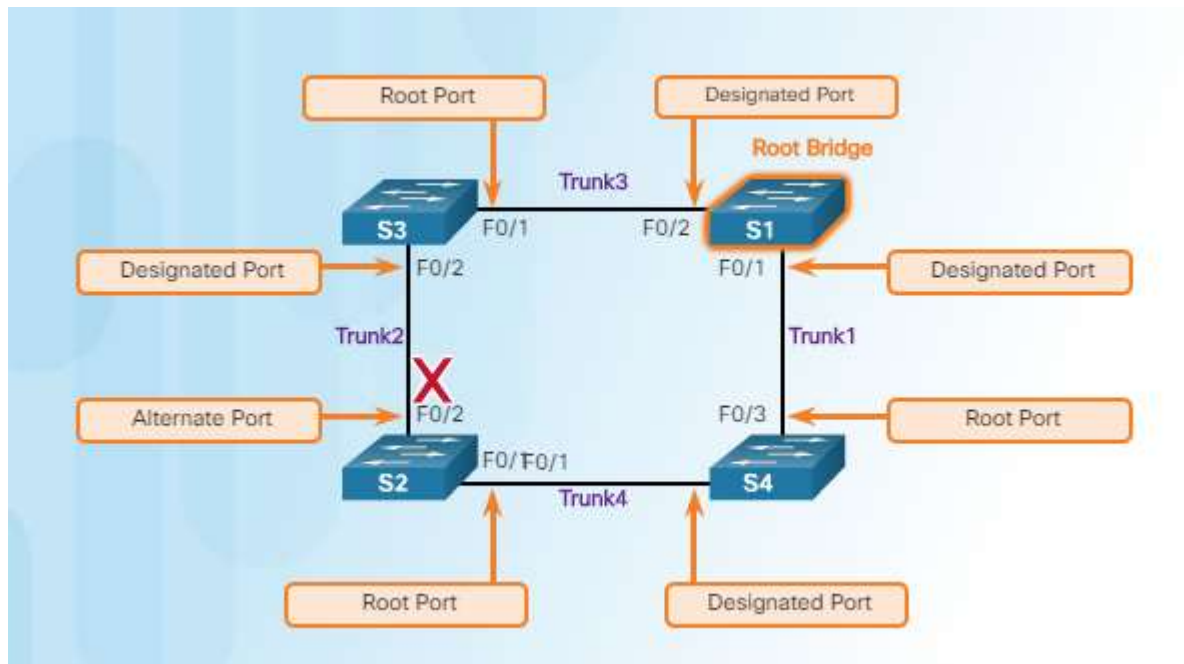 Root Port
Designated Port
Root Bridge
Trunk3
S3
F0/1
F0/2
S1
Designated Port
F0/2
F0/1
Designated Port
Trunk2
Trunk1
X
Alternate Port
F0/2
F0/3
Root Port
S2
F0/1
F0/1
S4
Trunk4
Root Port
Designated Port